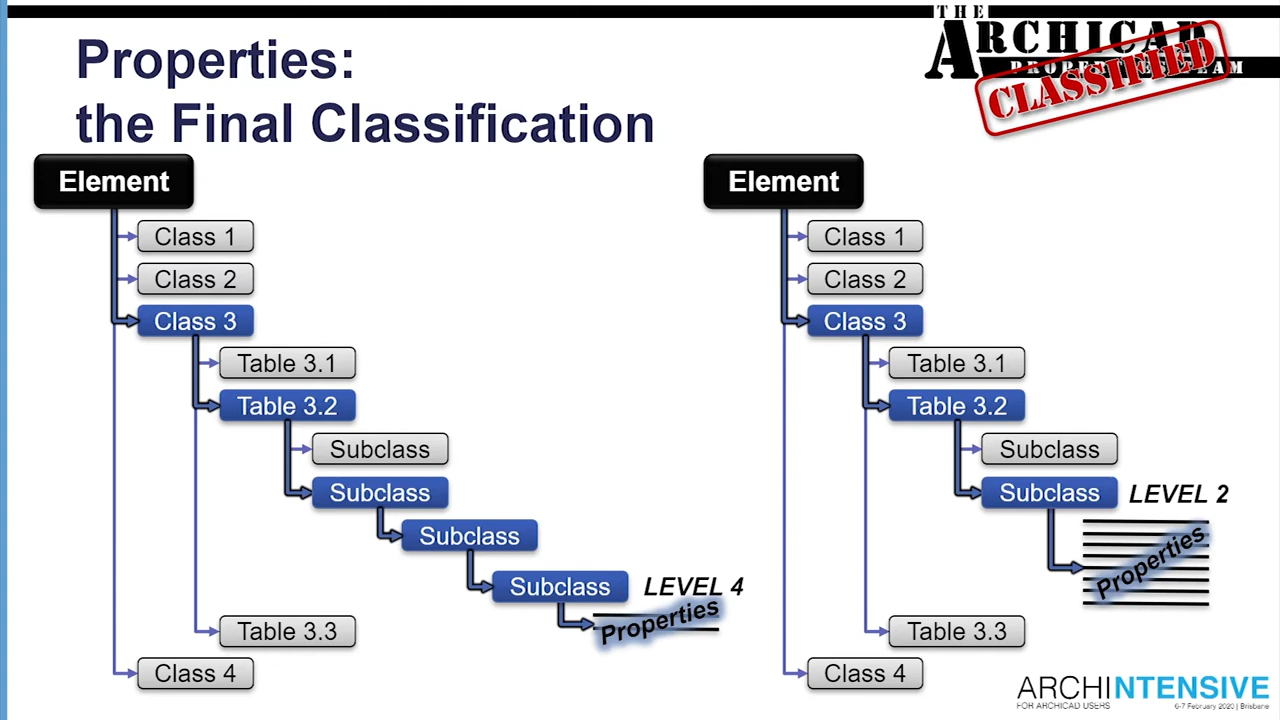 Properties:
the Final Classification
THE
ARCHICAD
CLASSIFIED
Element
Class 1
Class 2
Class 3
Table 3.1
Table 3.2
Subclass
Subclass
Subclass
Subclass
LEVEL 4
Properties
Table 3.3
Class 4
Element
Class 1
Class 2
Class 3
Table 3.1
Table 3.2
Subclass
Subclass
LEVEL 2
Properties
Table 3.3
Class 4
ARCHINTENSIVE
FOR ARCHICAD USERS
6-7 February 2020 | Brisbane